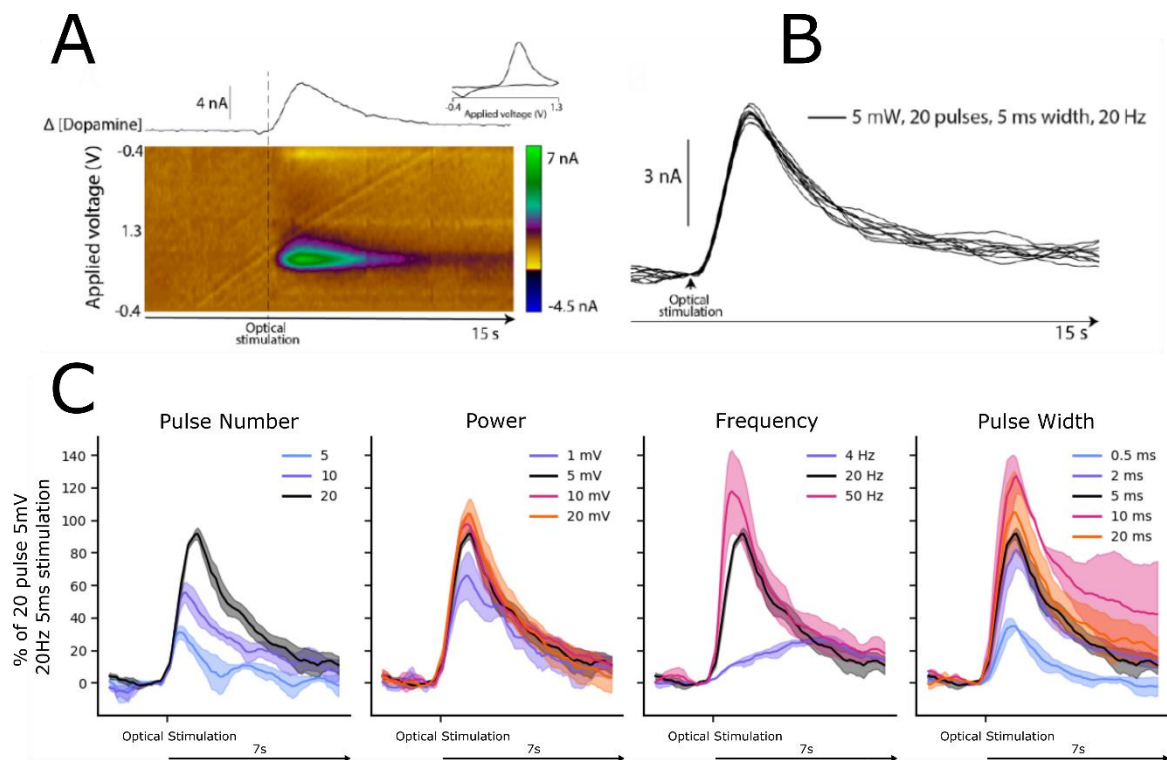 A
4 nA
-0.4
1.3
Applied voltage (V)
Δ [Dopamine]
-0.4
1.3
-0.4
Applied voltage (V)
7 nA
-4.5 nA
Optical
stimulation
15 s
B
5 mW, 20 pulses, 5 ms width, 20 Hz
3 nA
Optical
stimulation
15 s
C
% of 20 pulse 5mV
20Hz 5ms stimulation
Pulse Number
140
120
100
80
60
40
20
0
5
10
20
Optical Stimulation
7s
Power
1 mV
5 mV
10 mV
20 mV
Optical Stimulation
7s
Frequency
4 Hz
20 Hz
50 Hz
Optical Stimulation
7s
Pulse Width
0.5 ms
2 ms
5 ms
10 ms
20 ms
Optical Stimulation
7s